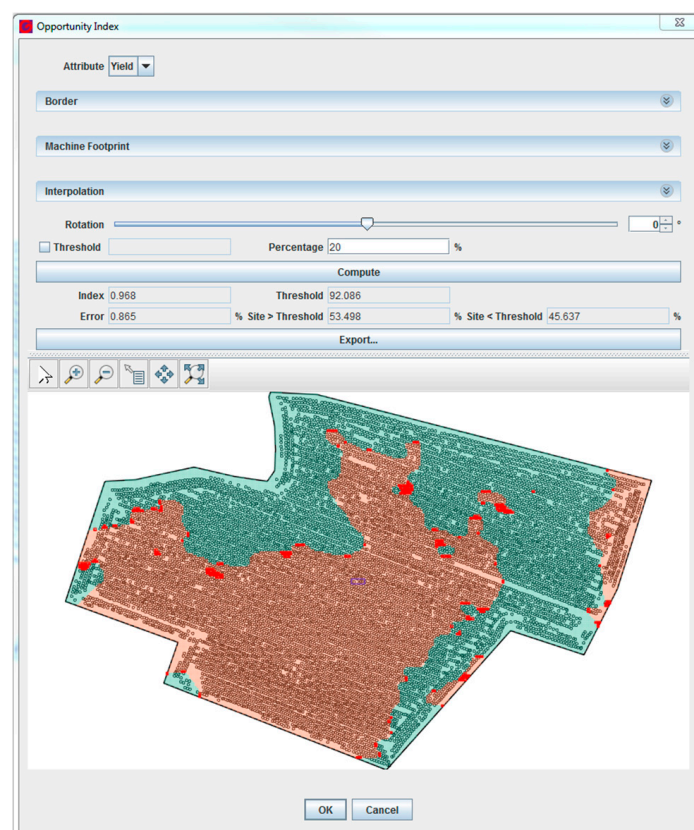 Opportunity Index
Attribute Yield
Border
Machine Footprint
Interpolation
Rotation 0 °
Threshold Percentage 20 %
Compute
Index 0.968 Threshold 92.086
Error 0.865 % Site > Threshold 53.498 % Site < Threshold 45.637 %
Export...
OK Cancel